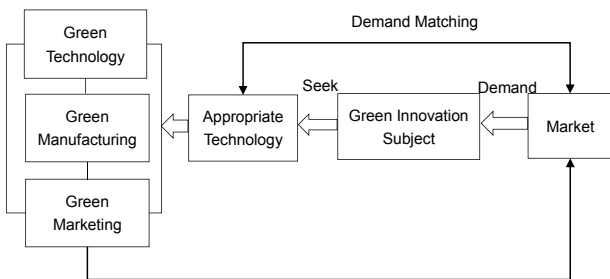 Green
Technology
Demand Matching
Seek
Demand
Green
Manufacturing
Appropriate
Technology
Green Innovation
Subject
Market
Green
Marketing